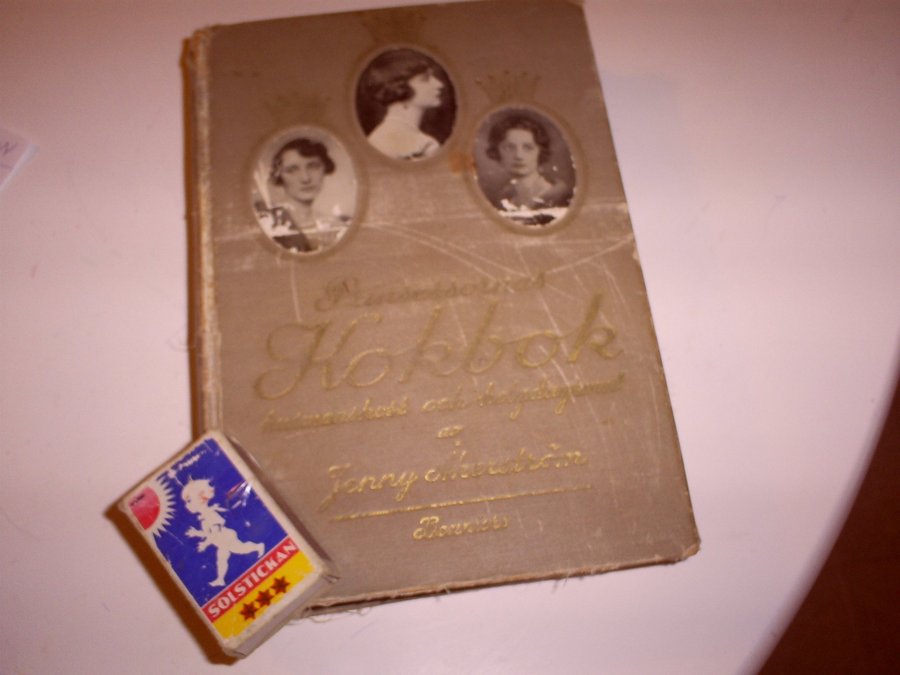 Prinsessornas
Kokbok
husmanskost och helgdagsmat
av
Jenny Åkerström
Bonniers
SOLSTICKAN